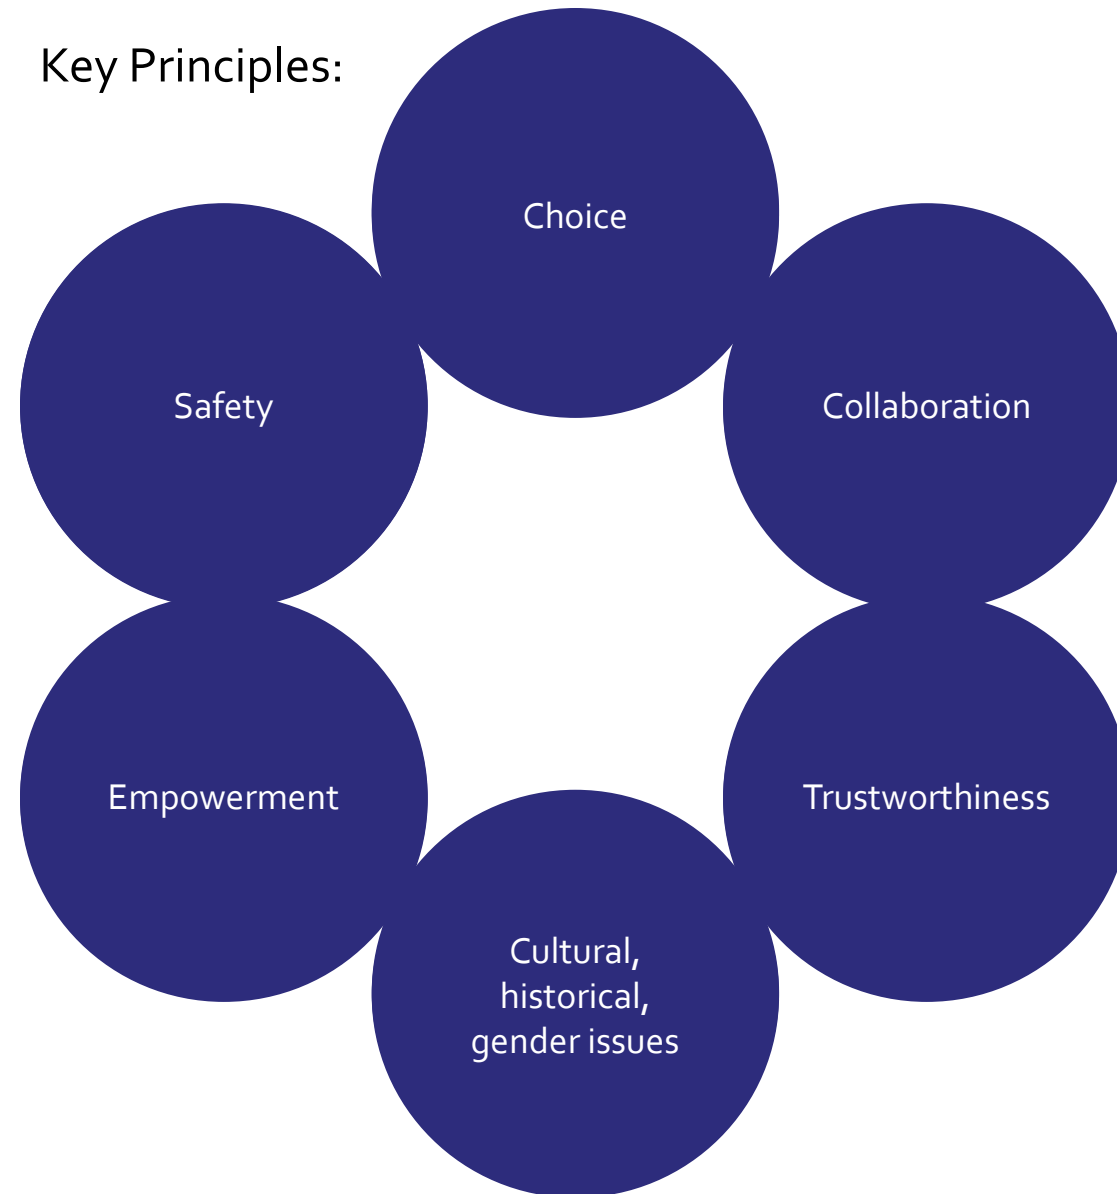 Key Principles:
Choice
Safety
Collaboration
Empowerment
Trustworthiness
Cultural,
historical,
gender issues